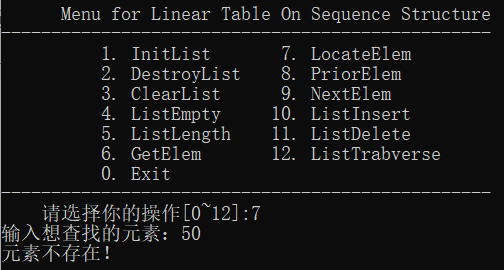 Menu for Linear Table On Sequence Structure
-------------------------------------------------
1. InitList 7. LocateElem
2. DestroyList 8. PriorElem
3. ClearList 9. NextElem
4. ListEmpty 10. ListInsert
5. ListLength 11. ListDelete
6. GetElem 12. ListTrabverse
0. Exit
-------------------------------------------------
请选择你的操作[0~12]:7
输入想查找的元素：50
元素不存在！